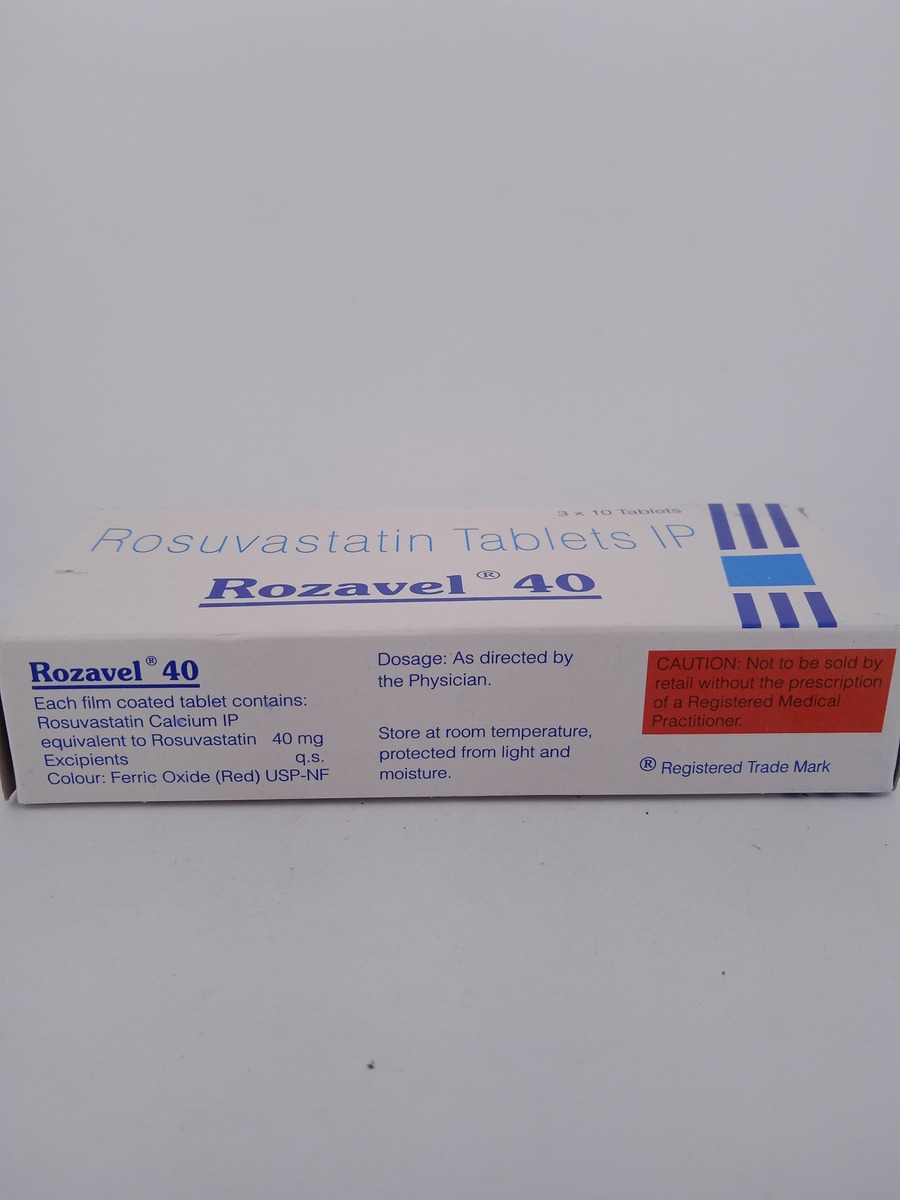 3 x 10 Tablets
Rosuvastatin Tablets IP
Rozavel® 40
Rozavel® 40
Each film coated tablet contains:
Rosuvastatin Calcium IP
equivalent to Rosuvastatin 40 mg
Excipients q.s.
Colour: Ferric Oxide (Red) USP-NF
Dosage: As directed by
the Physician.
Store at room temperature,
protected from light and
moisture.
CAUTION: Not to be sold by
retail without the prescription
of a Registered Medical
Practitioner.
® Registered Trade Mark